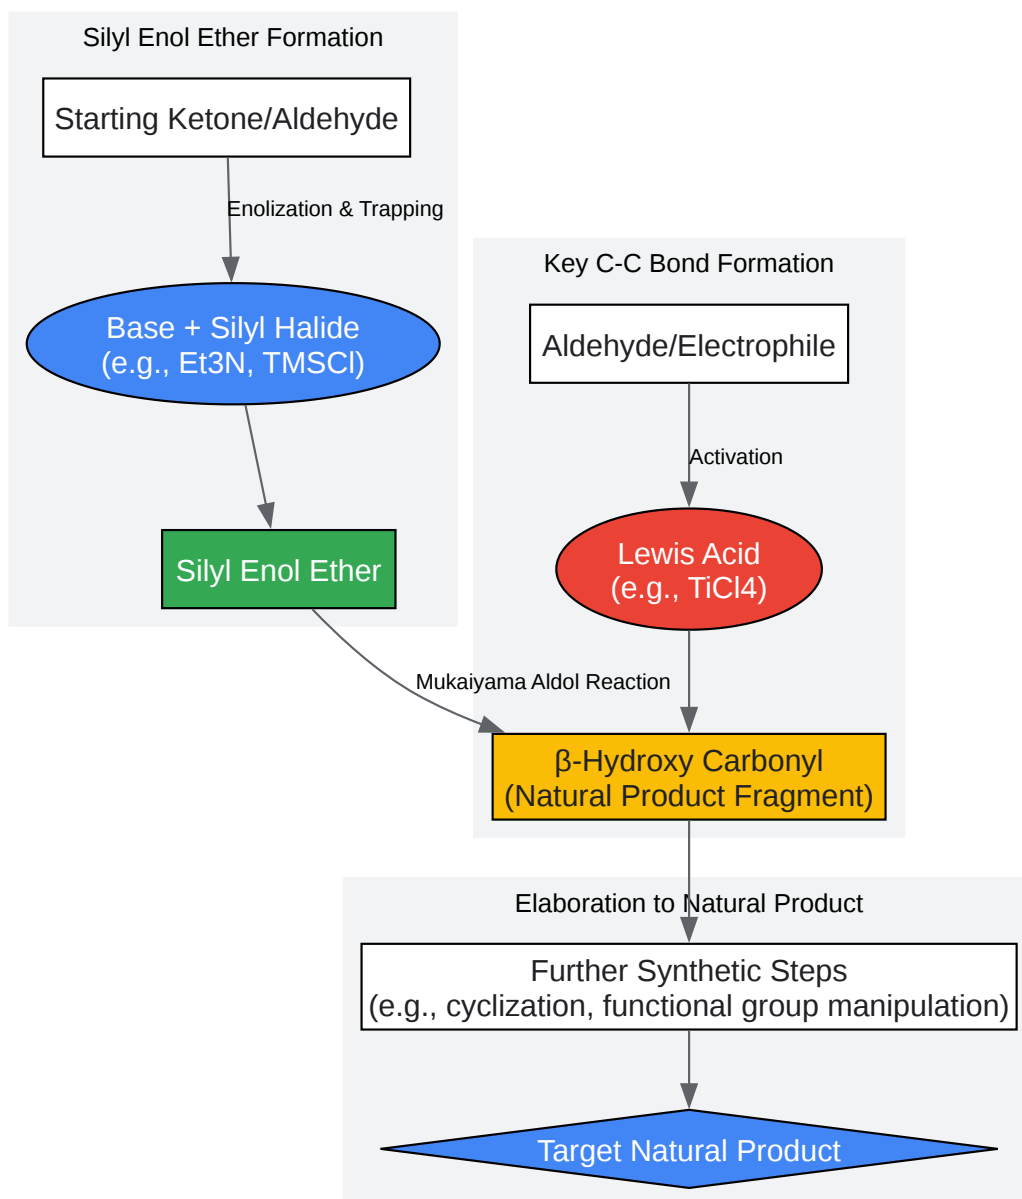 Silyl Enol Ether Formation
Starting Ketone/Aldehyde
Enolization & Trapping
Base + Silyl Halide
(e.g., Et3N, TMSCl)
Silyl Enol Ether
Key C-C Bond Formation
Aldehyde/Electrophile
Activation
Lewis Acid
(e.g., TiCl4)
Mukaiyama Aldol Reaction
β-Hydroxy Carbonyl
(Natural Product Fragment)
Elaboration to Natural Product
Further Synthetic Steps
(e.g., cyclization, functional group manipulation)
Target Natural Product